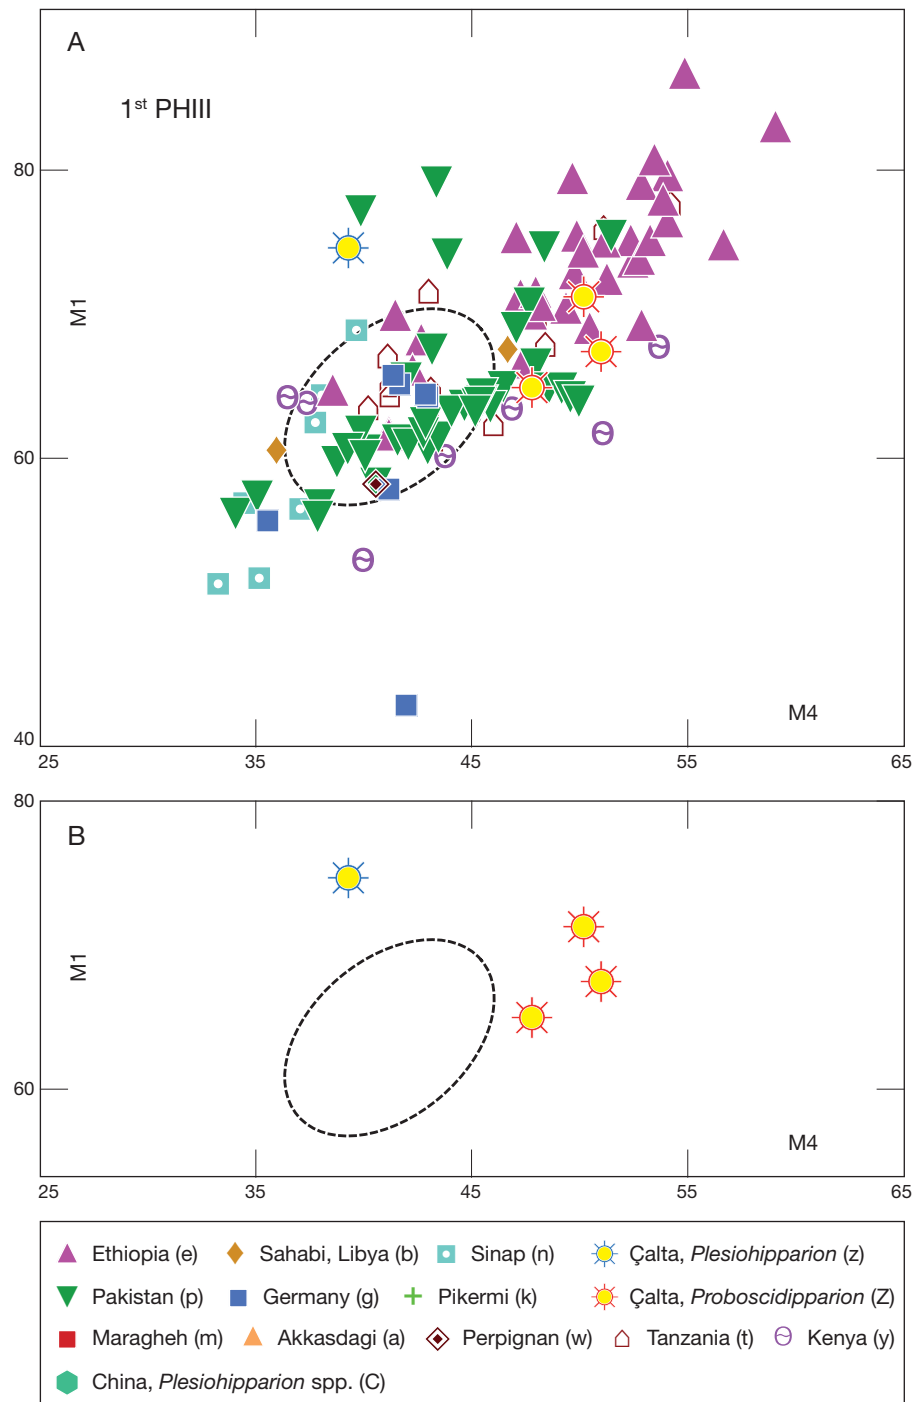 A
1st PHIII
80
M1
60
M4
40
25 35 45 55 65
80
B
M1
60
M4
25 35 45 55 65
Ethiopia (e) Sahabi, Libya (b) Sinap (n) Çalta, Plesiohipparion (z)
Pakistan (p) Germany (g) Pikermi (k) Çalta, Proboscidipparion (Z)
Maragheh (m) Akkasdagi (a) Perpignan (w) Tanzania (t) Kenya (y)
China, Plesiohipparion spp. (C)